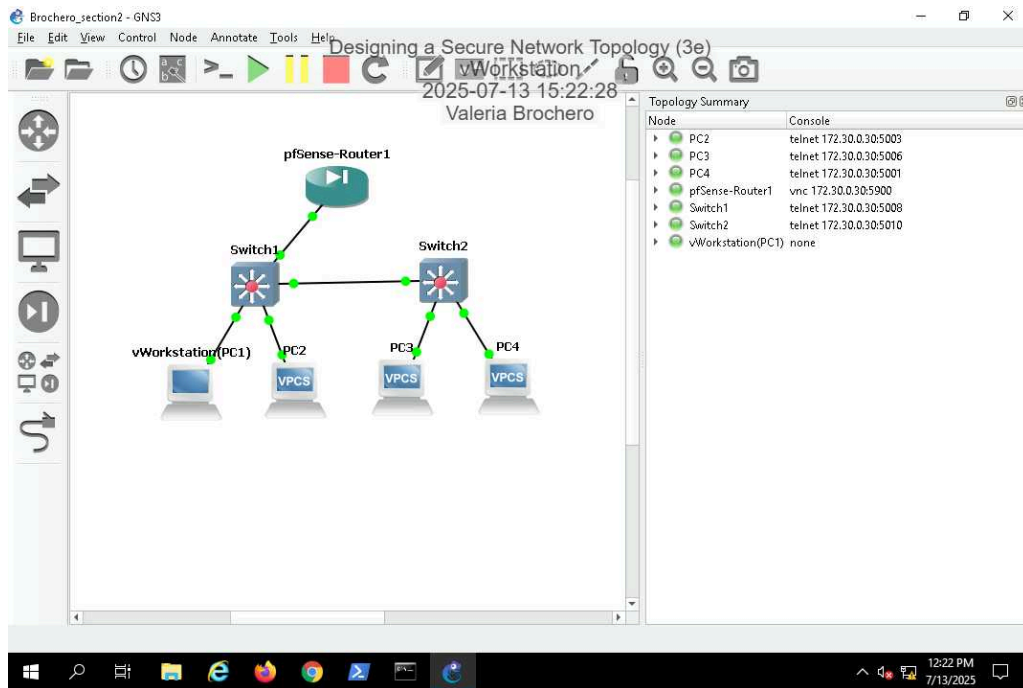 Brochero_section2 - GNS3
File Edit View Control Node Annotate Tools Help
Designing a Secure Network Topology (3e)
vWorkstation
2025-07-13 15:22:28
Valeria Brochero
pfSense-Router1
Switch1
Switch2
vWorkstation(PC1)
PC2
PC3
PC4
VPCS
VPCS
VPCS
Topology Summary
Node Console
PC2 telnet 172.30.0.30:5003
PC3 telnet 172.30.0.30:5006
PC4 telnet 172.30.0.30:5001
pfSense-Router1 vnc 172.30.0.30:5900
Switch1 telnet 172.30.0.30:5008
Switch2 telnet 172.30.0.30:5010
vWorkstation(PC1) none
12:22 PM
7/13/2025